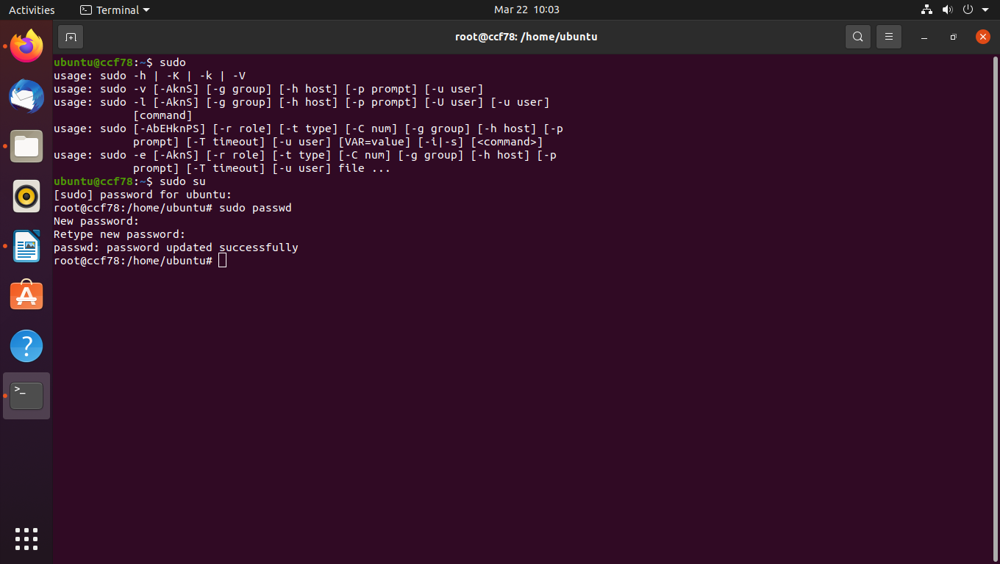 Activities
Terminal
Mar 22 10:03
root@ccf78: /home/ubuntu
ubuntu@ccf78:~$ sudo
usage: sudo -h | -K | -k | -V
usage: sudo -v [-AknS] [-g group] [-h host] [-p prompt] [-u user]
usage: sudo -l [-AknS] [-g group] [-h host] [-p prompt] [-U user] [-u user]
            [command]
usage: sudo [-AbEHknPS] [-r role] [-t type] [-C num] [-g group] [-h host] [-p
            prompt] [-T timeout] [-u user] [VAR=value] [-i|-s] [<command>]
usage: sudo -e [-AknS] [-r role] [-t type] [-C num] [-g group] [-h host] [-p
            prompt] [-T timeout] [-u user] file ...
ubuntu@ccf78:~$ sudo su
[sudo] password for ubuntu:
root@ccf78:/home/ubuntu# sudo passwd
New password:
Retype new password:
passwd: password updated successfully
root@ccf78:/home/ubuntu#